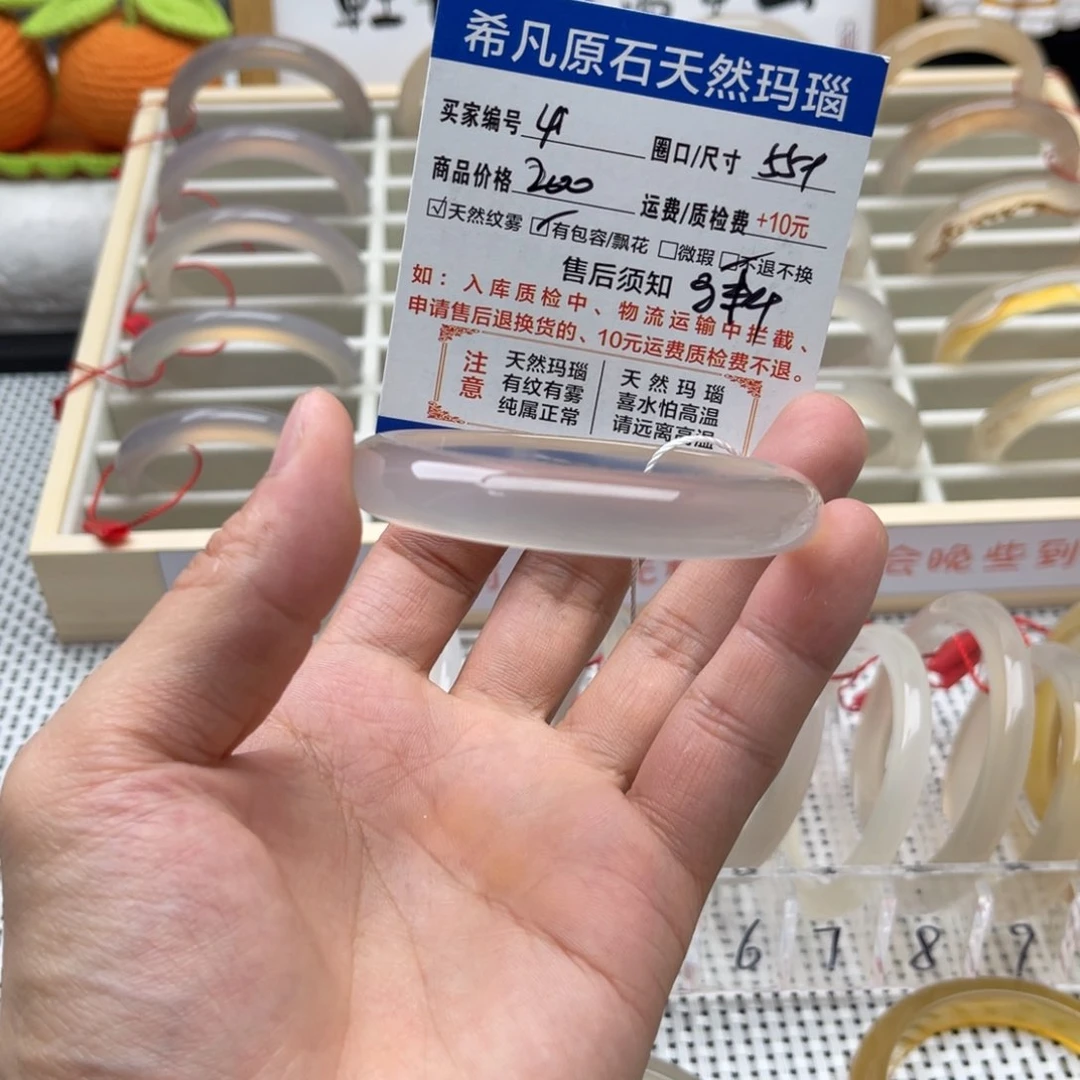 希凡原石天然玛瑙
买家编号 圈口/尺寸
商品价格 运费/质检费 +10元
☑天然纹雾 ☑有包容/飘花 □微瑕 ☑不退不换
售后须知
如：入库质检中、物流运输中拦截、
申请售后退换货的、10元运费质检费不退。
注意
天然玛瑙
有纹有雾
纯属正常
天然玛瑙
喜水怕高温
请远离高温
会晚些到
6 7 8 9